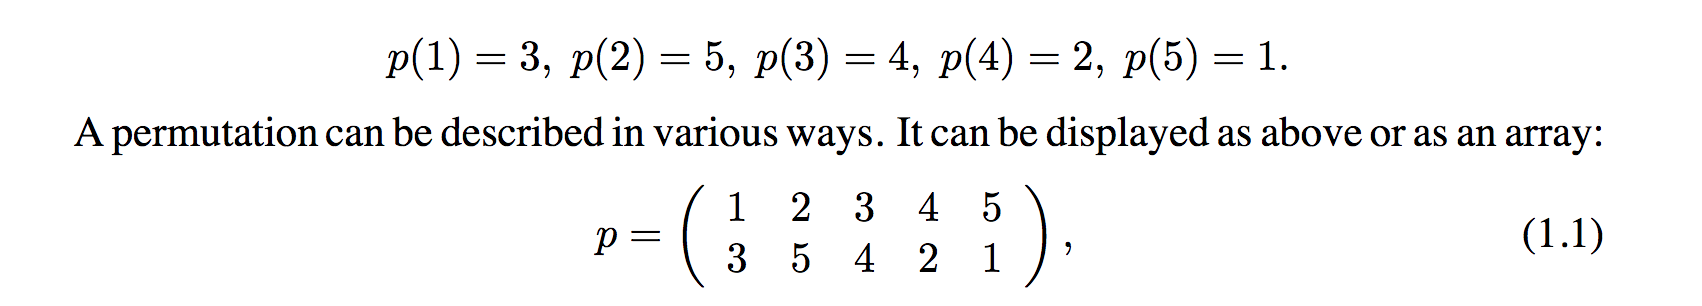 p(1) = 3, p(2) = 5, p(3) = 4, p(4) = 2, p(5) = 1.
A permutation can be described in various ways. It can be displayed as above or as an array:
p = ( 1 2 3 4 5
3 5 4 2 1 ), (1.1)